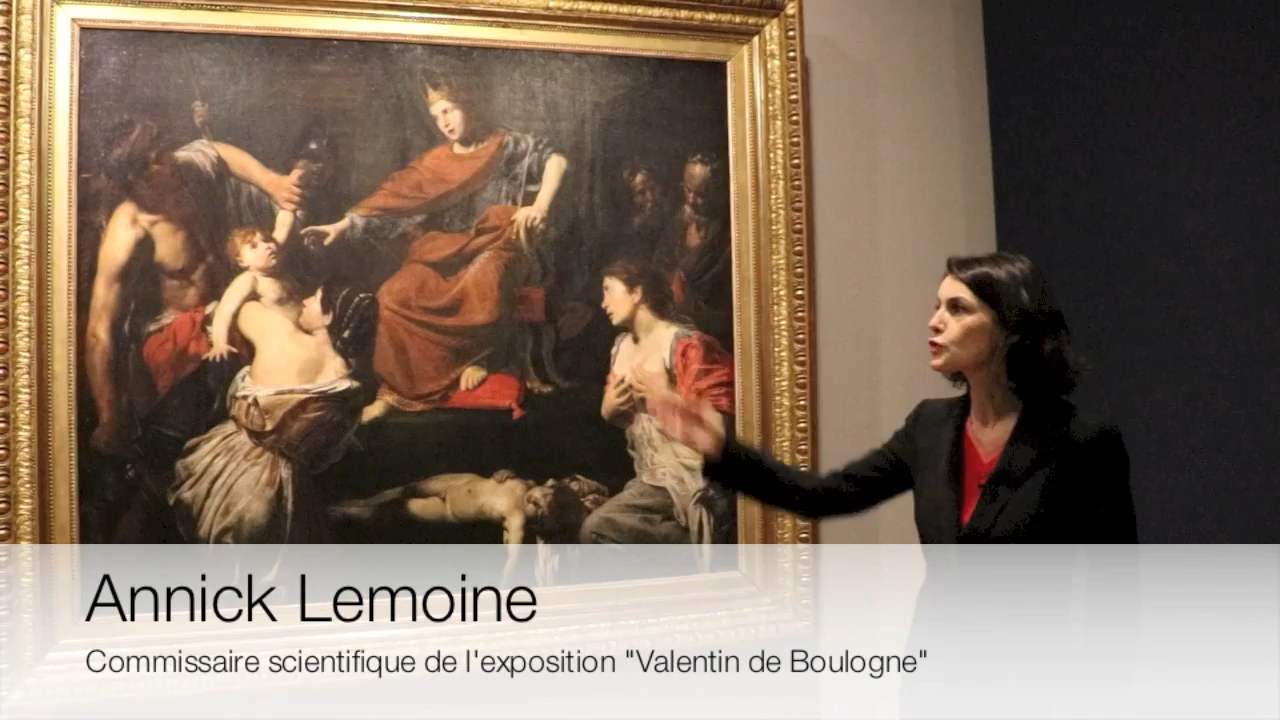 Annick Lemoine
Commissaire scientifique de l'exposition "Valentin de Boulogne"